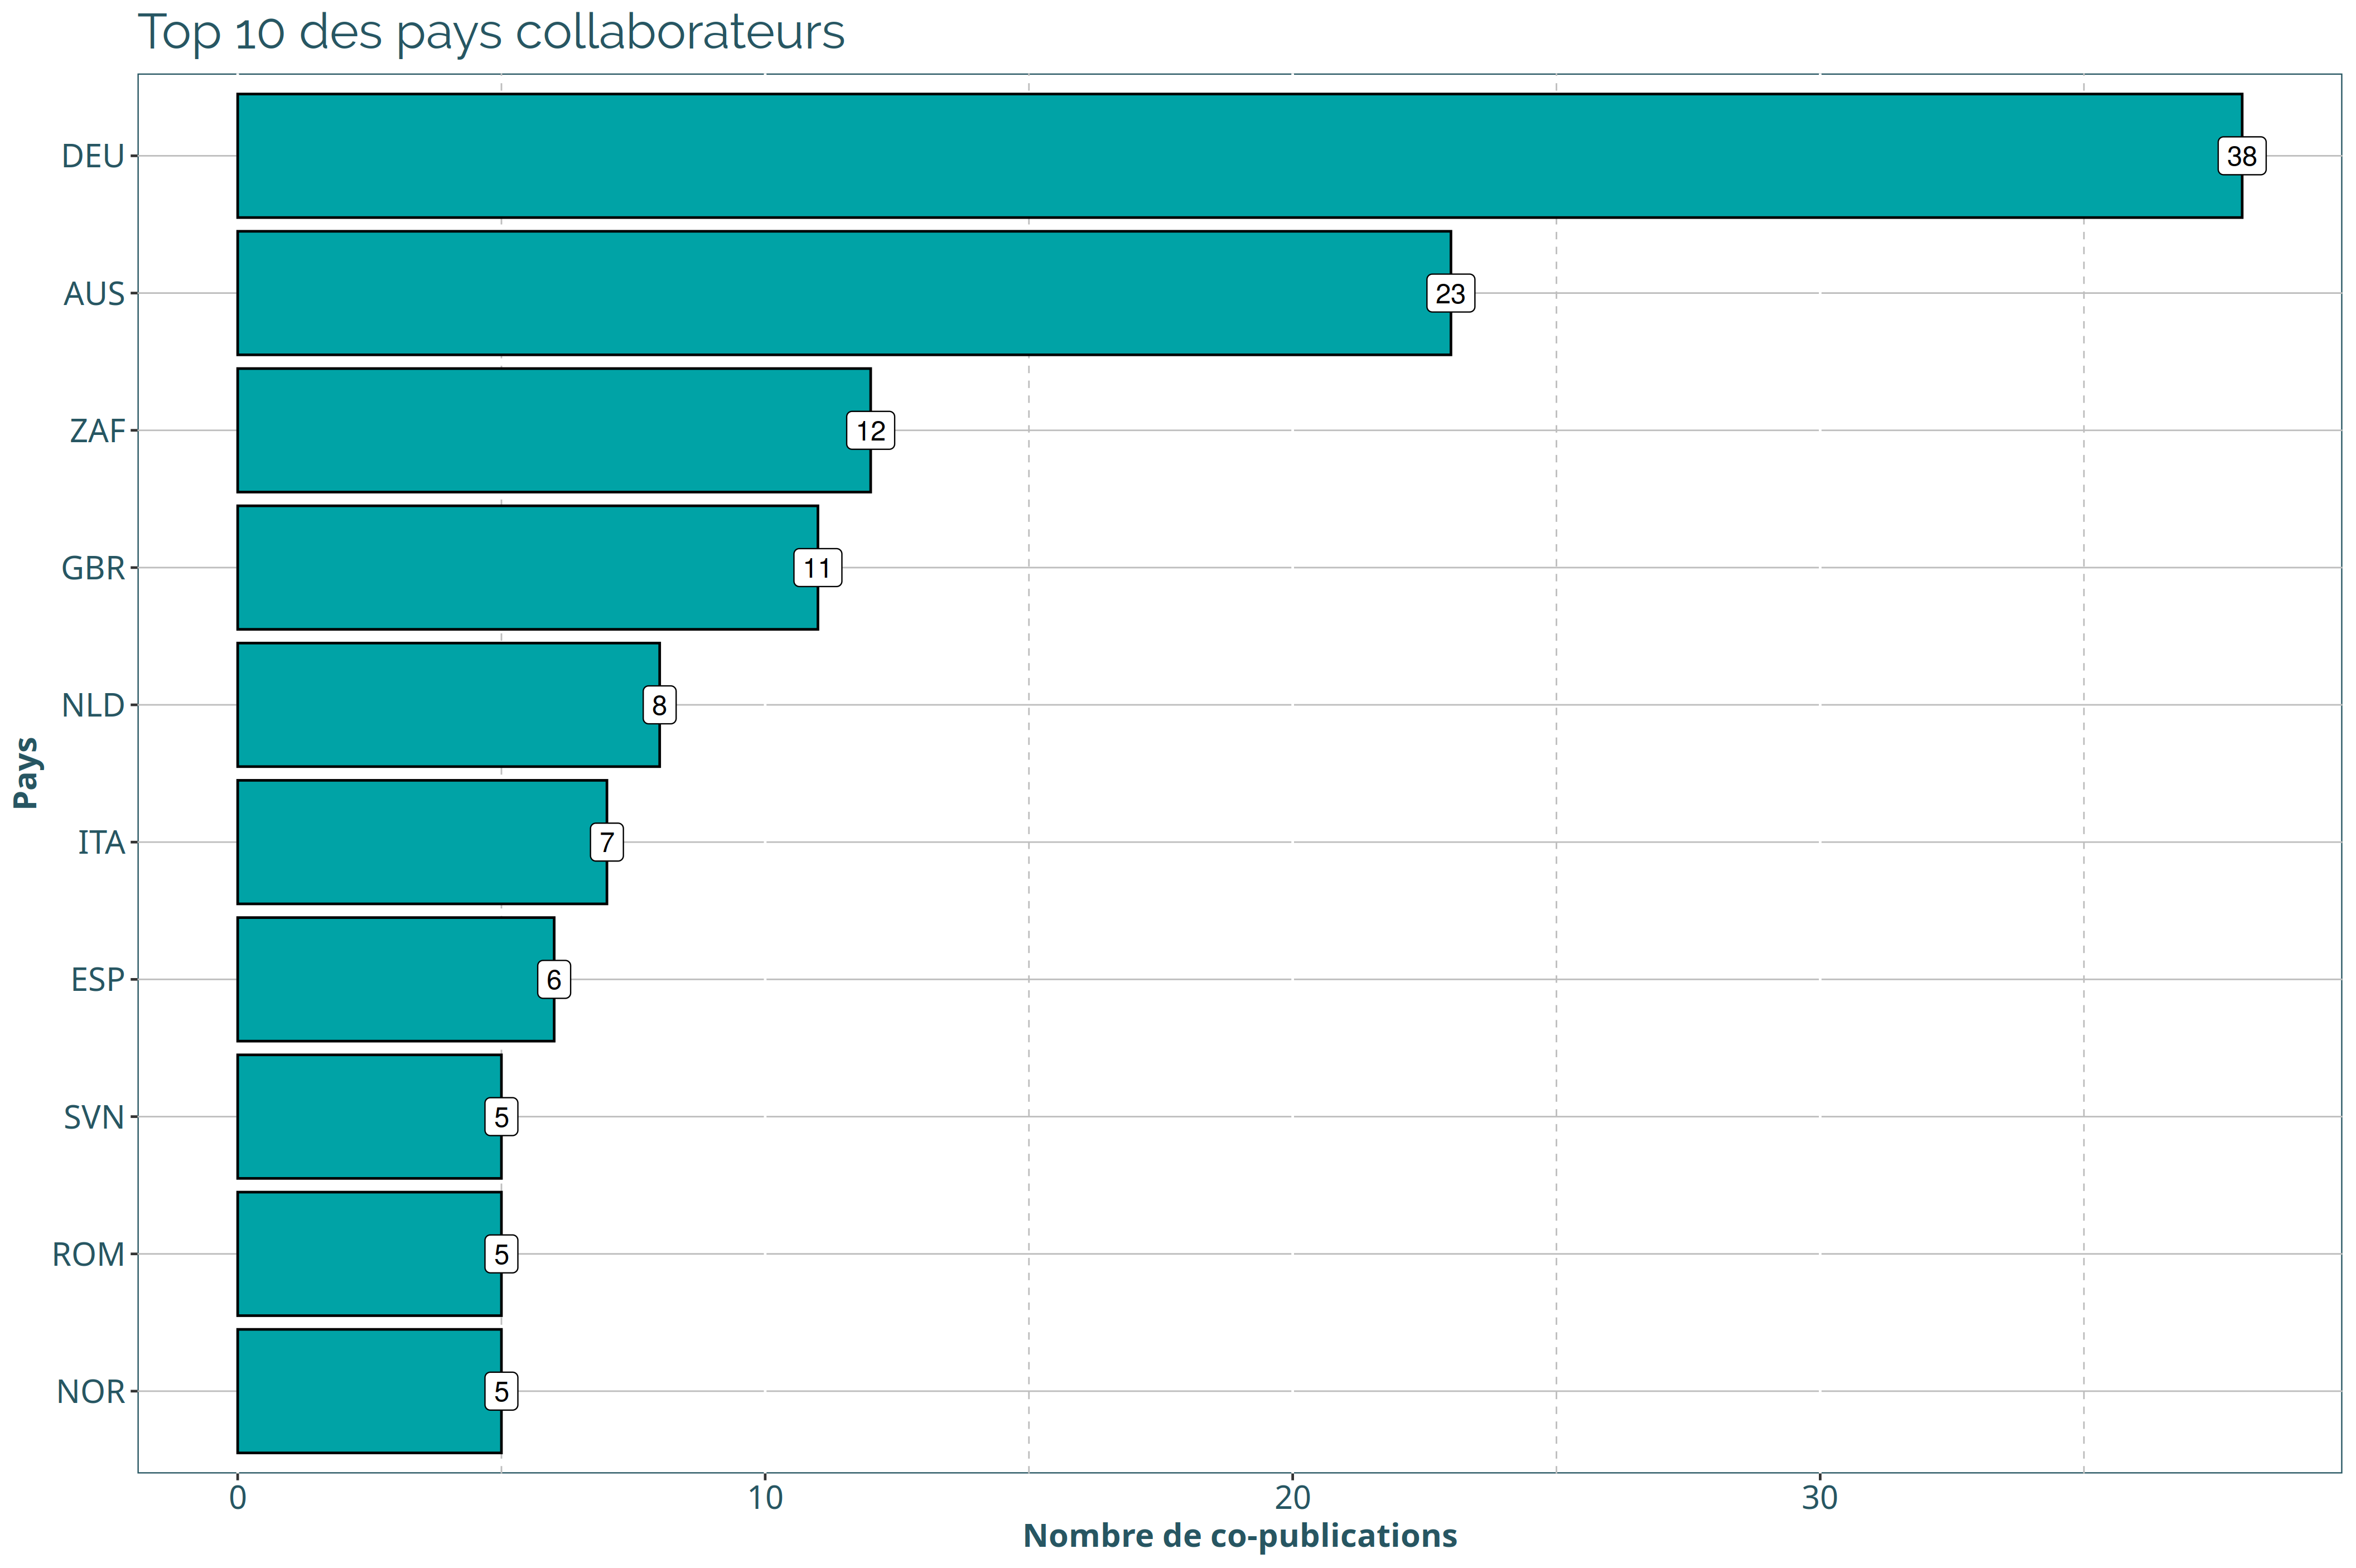 Top 10 des pays collaborateurs
DEU 38
AUS 23
ZAF 12
GBR 11
NLD 8
Pays
ITA 7
ESP 6
SVN 5
ROM 5
NOR 5
0 10 20 30
Nombre de co-publications